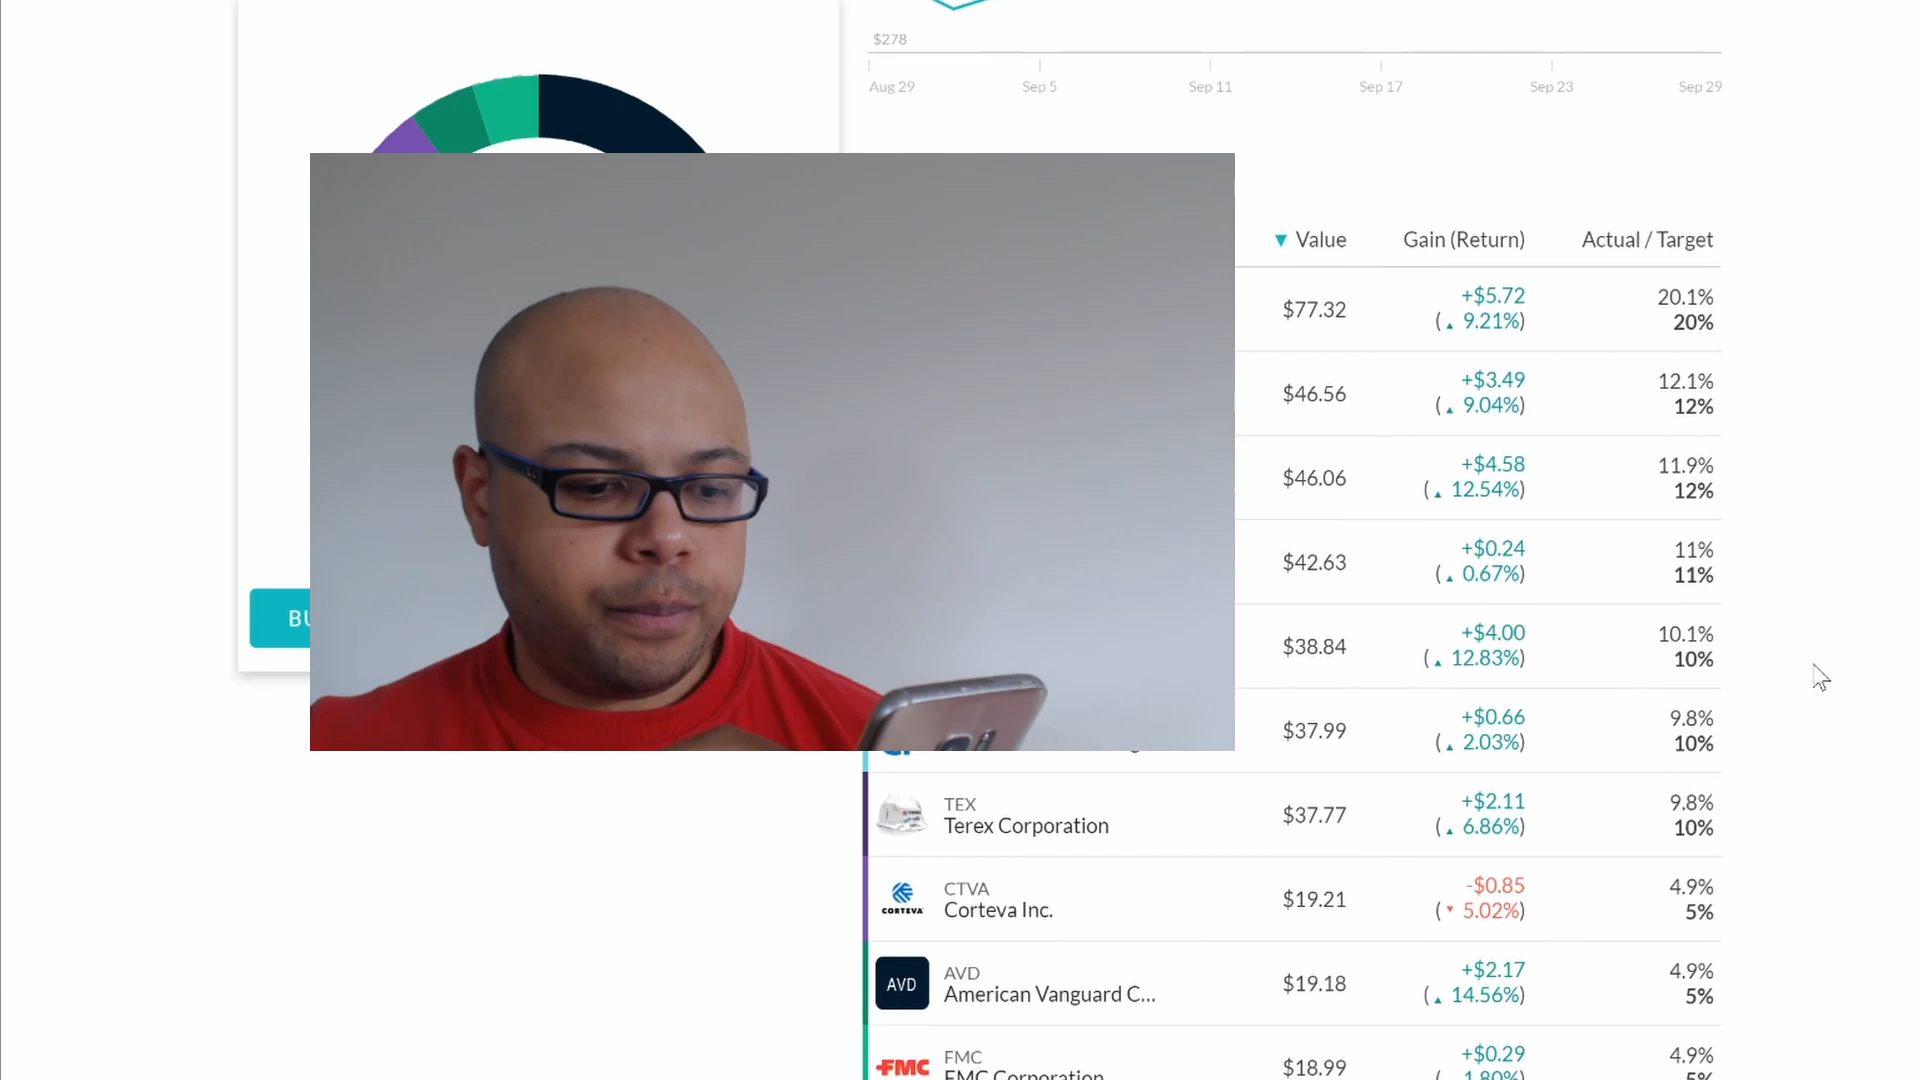 $278
Aug 29 Sep 5 Sep 11 Sep 17 Sep 23 Sep 29
▼ Value Gain (Return) Actual / Target
$77.32 +$5.72 (▲ 9.21%) 20.1% 20%
$46.56 +$3.49 (▲ 9.04%) 12.1% 12%
$46.06 +$4.58 (▲ 12.54%) 11.9% 12%
$42.63 +$0.24 (▲ 0.67%) 11% 11%
BU
$38.84 +$4.00 (▲ 12.83%) 10.1% 10%
$37.99 +$0.66 (▲ 2.03%) 9.8% 10%
TEX
Terex Corporation $37.77 +$2.11 (▲ 6.86%) 9.8% 10%
CORTEVA
CTVA
Corteva Inc. $19.21 -$0.85 (▼ 5.02%) 4.9% 5%
AVD
AVD
American Vanguard C... $19.18 +$2.17 (▲ 14.56%) 4.9% 5%
FMC
FMC
FMC Corporation $18.99 +$0.29 (▲ 1.80%) 4.9% 5%